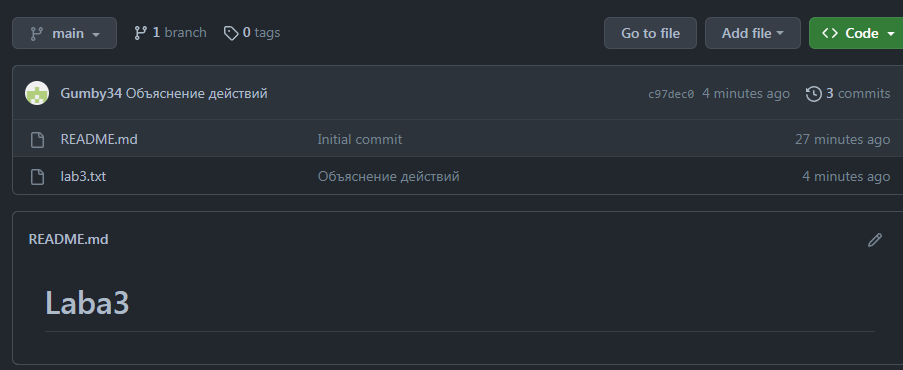 main 1 branch 0 tags Go to file Add file Code
Gumby34 Объяснение действий c97dec0 4 minutes ago 3 commits
README.md Initial commit 27 minutes ago
lab3.txt Объяснение действий 4 minutes ago
README.md
Laba3